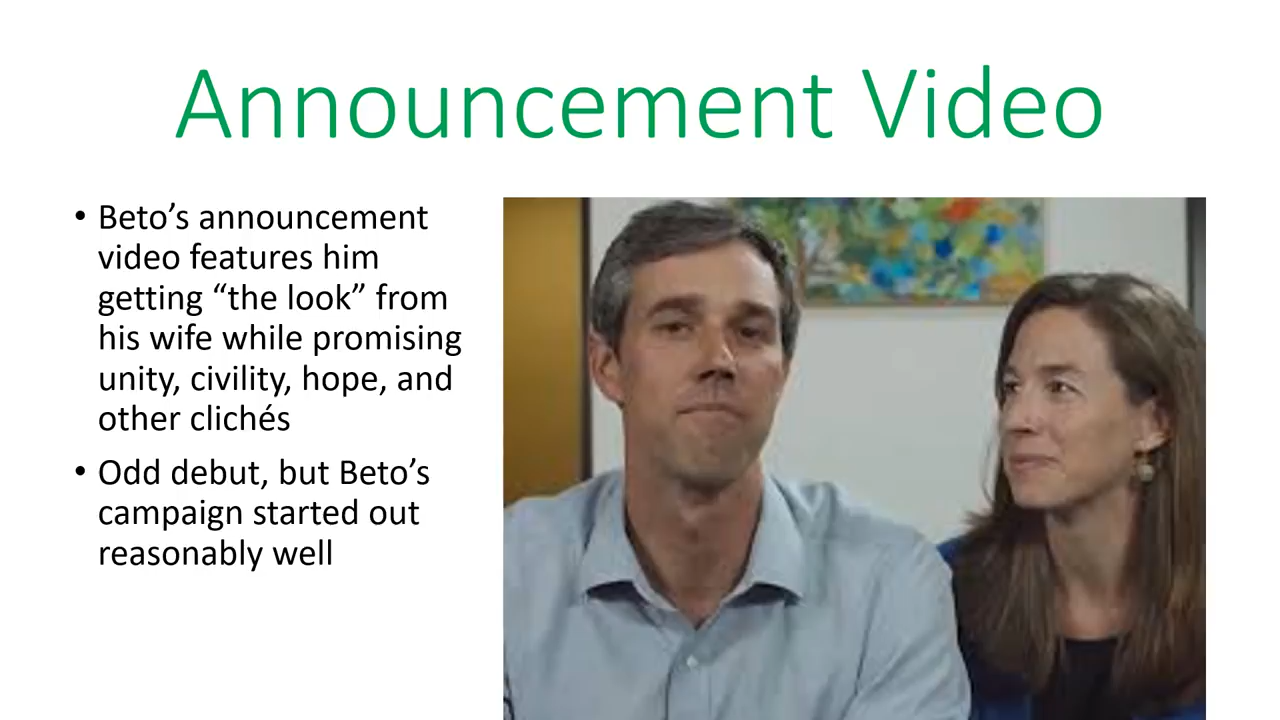 Announcement Video
• Beto’s announcement
video features him
getting “the look” from
his wife while promising
unity, civility, hope, and
other clichés
• Odd debut, but Beto’s
campaign started out
reasonably well